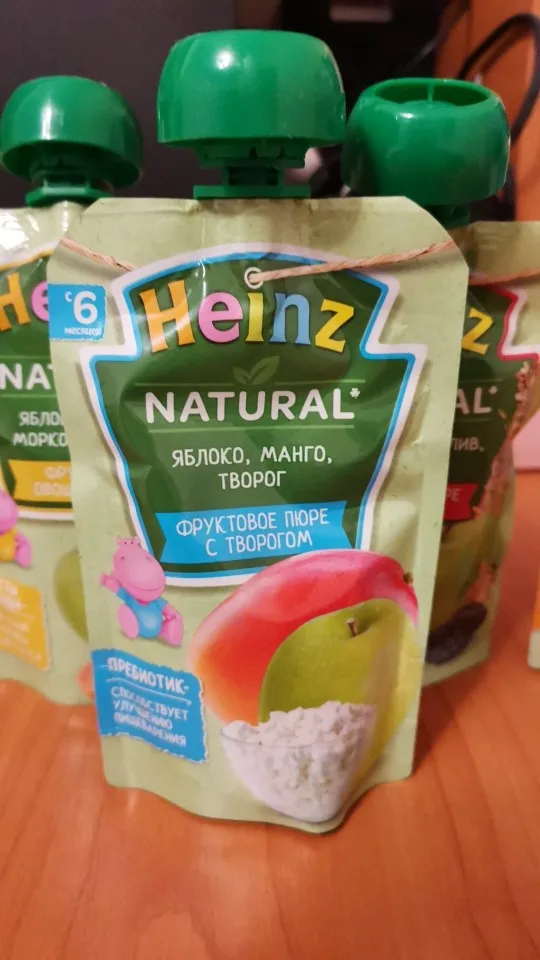 Heinz
с 6
месяцев
NATURAL*
ЯБЛОКО, МАНГО,
ТВОРОГ
ФРУКТОВОЕ ПЮРЕ
С ТВОРОГОМ
ПРЕБИОТИК
СПОСОБСТВУЕТ
УЛУЧШЕНИЮ
ПИЩЕВАРЕНИЯ